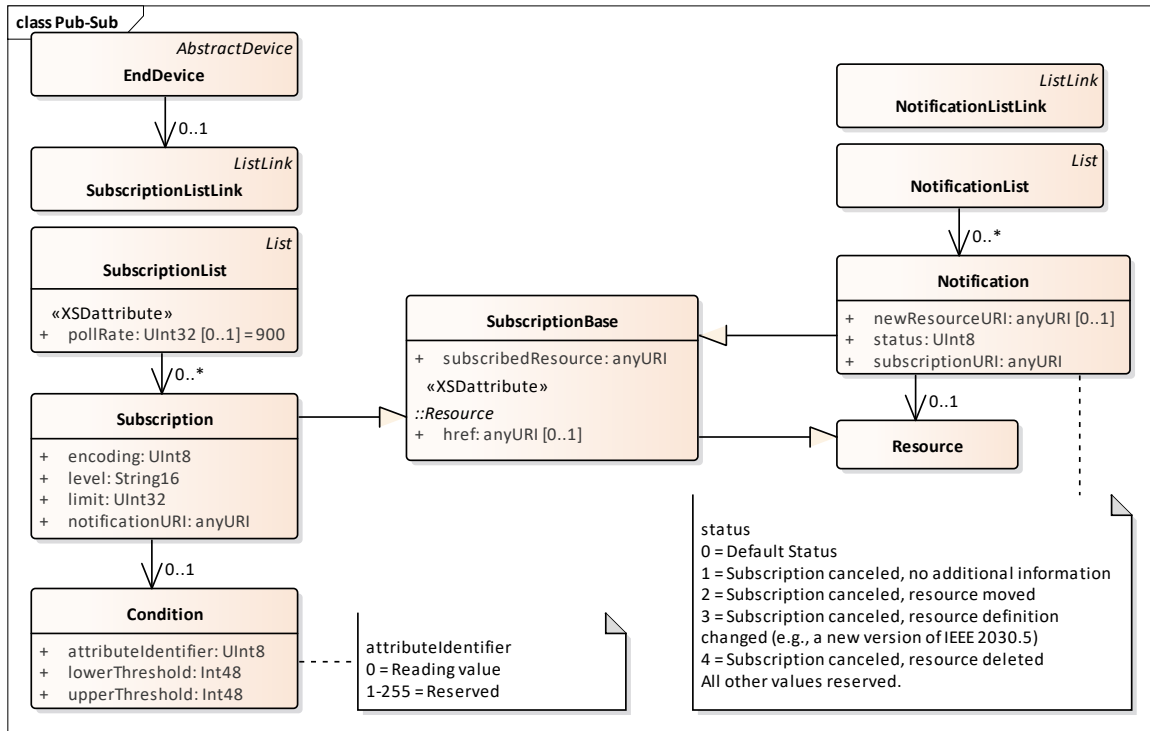 class Pub-Sub
AbstractDevice
EndDevice
0..1
ListLink
SubscriptionListLink
List
SubscriptionList
«XSDattribute»
+ pollRate: UInt32 [0..1] = 900
0..*
Subscription
+ encoding: UInt8
+ level: String16
+ limit: UInt32
+ notificationURI: anyURI
0..1
Condition
+ attributeIdentifier: UInt8
+ lowerThreshold: Int48
+ upperThreshold: Int48
attributeIdentifier
0 = Reading value
1-255 = Reserved
SubscriptionBase
+ subscribedResource: anyURI
«XSDattribute»
::Resource
+ href: anyURI [0..1]
ListLink
NotificationListLink
List
NotificationList
0..*
Notification
+ newResourceURI: anyURI [0..1]
+ status: UInt8
+ subscriptionURI: anyURI
0..1
Resource
status
0 = Default Status
1 = Subscription canceled, no additional information
2 = Subscription canceled, resource moved
3 = Subscription canceled, resource definition
changed (e.g., a new version of IEEE 2030.5)
4 = Subscription canceled, resource deleted
All other values reserved.